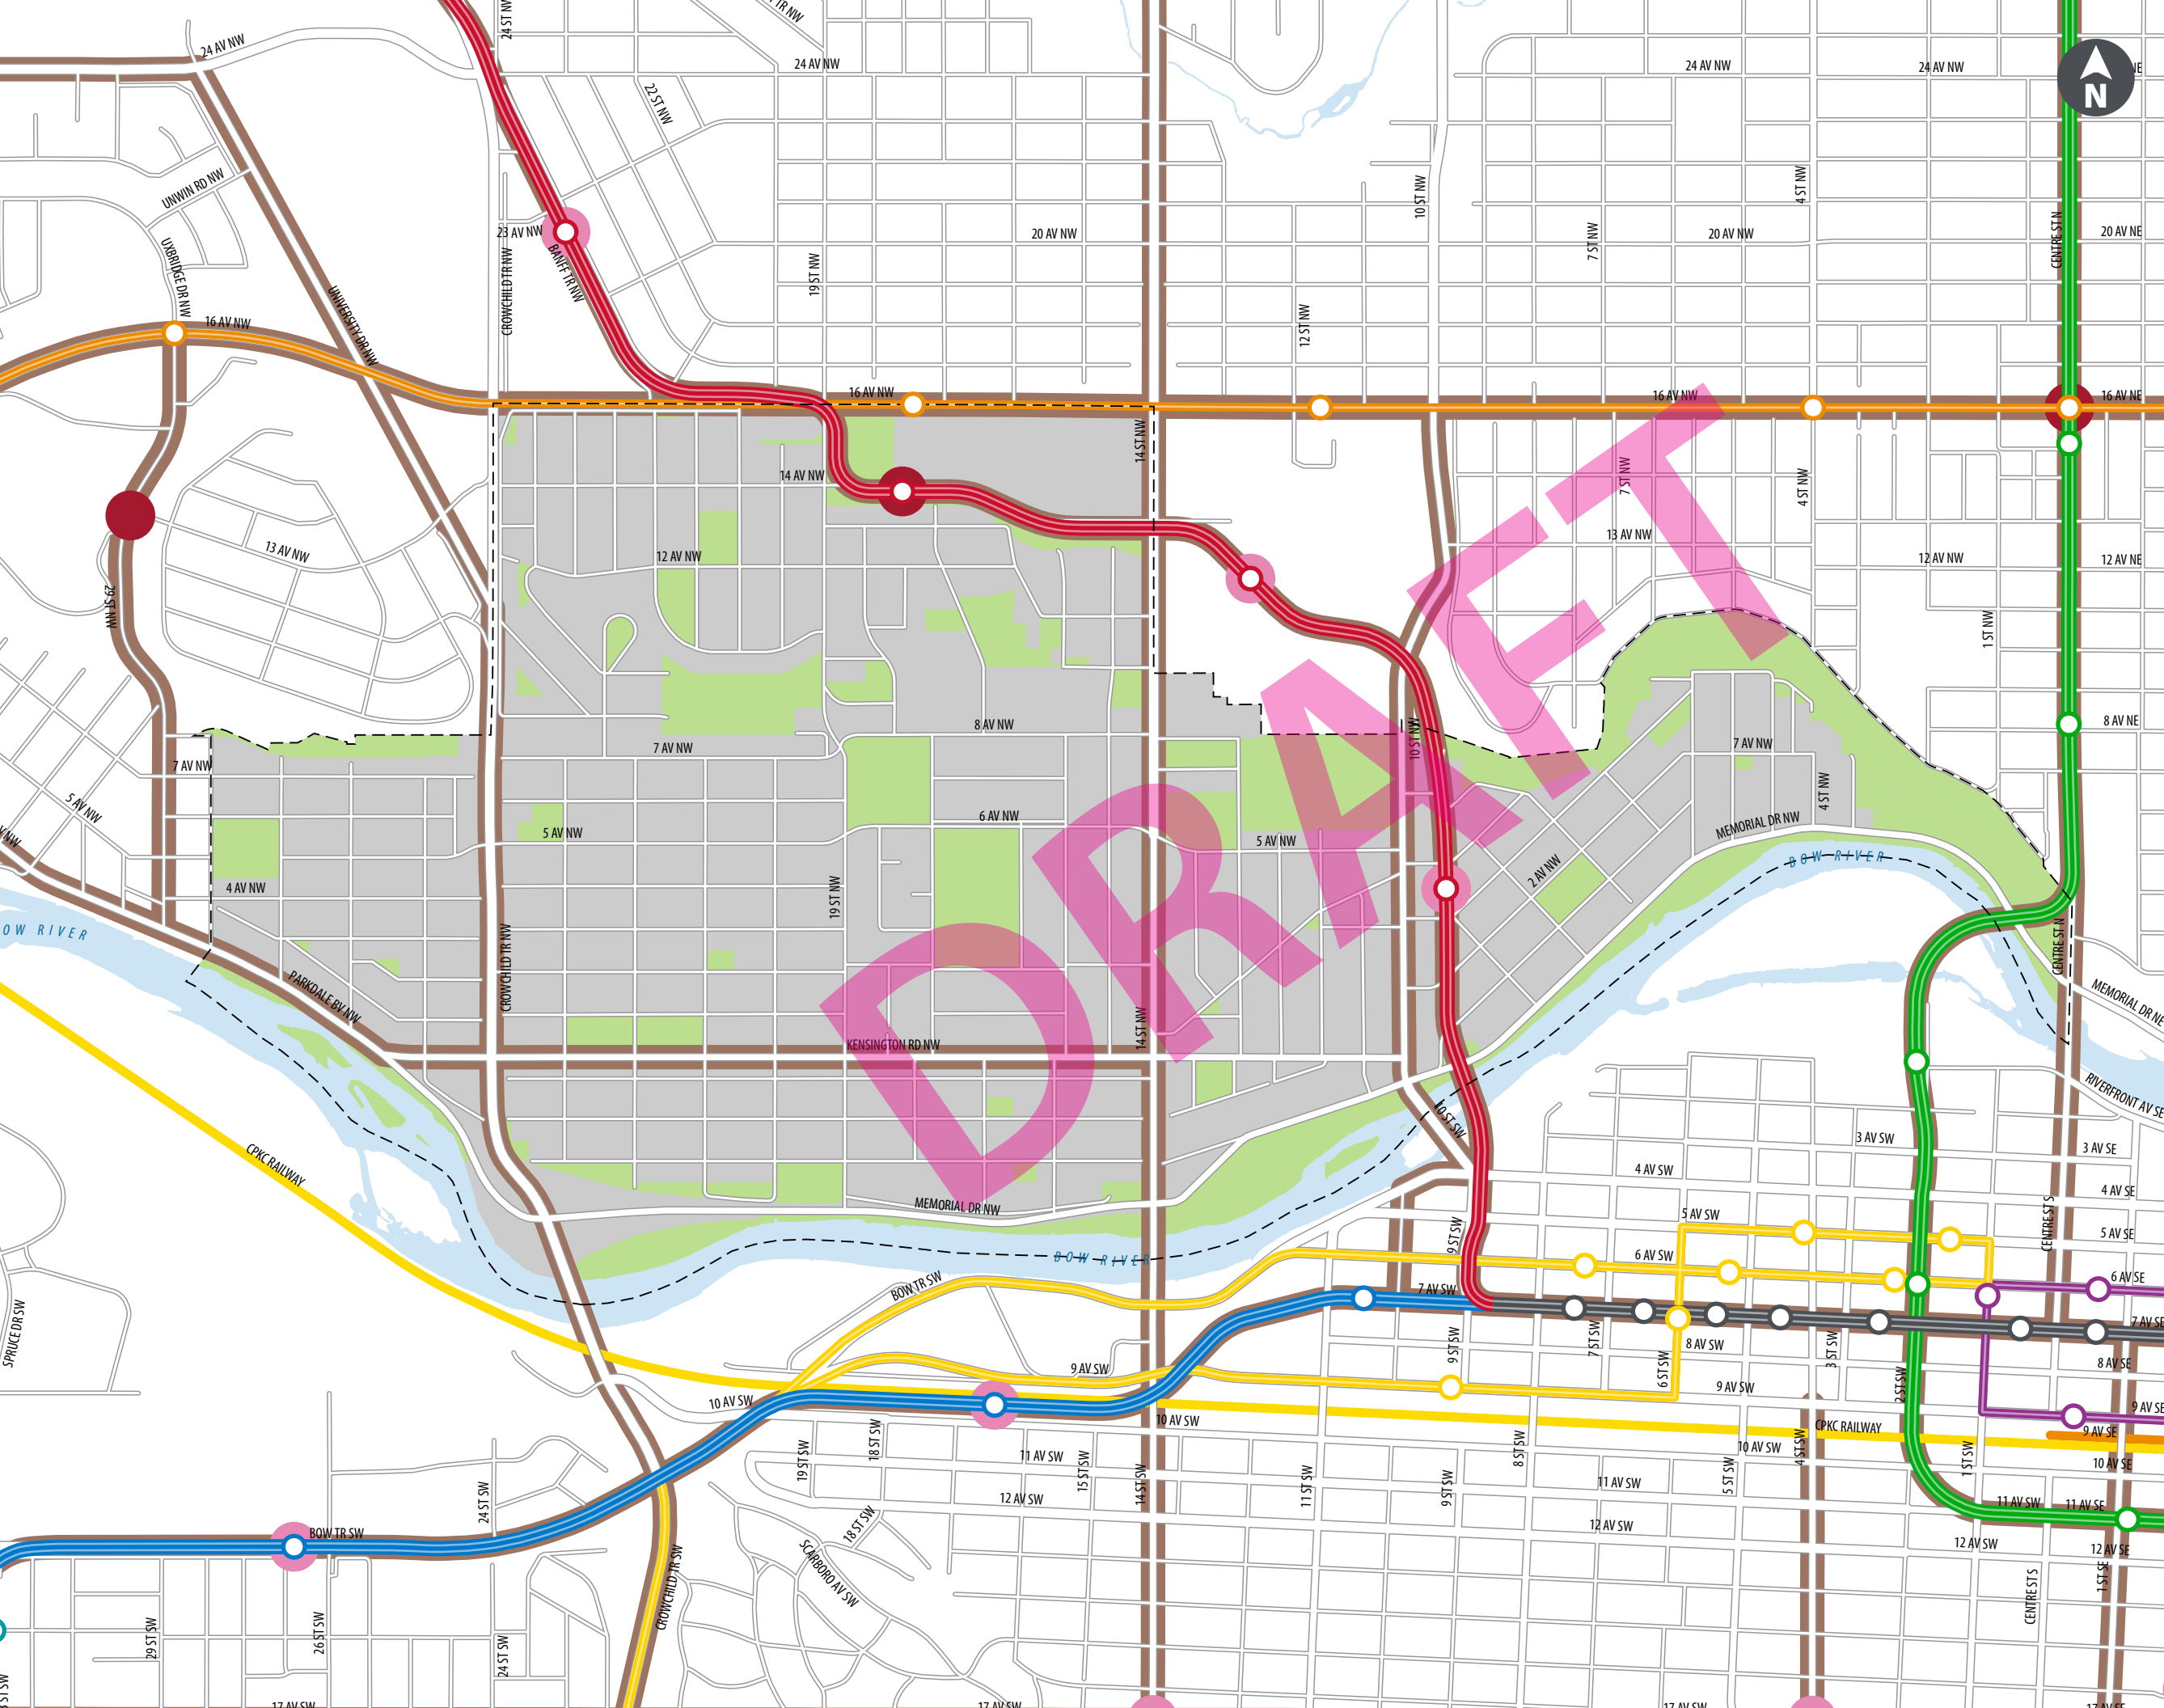 24 ST NW
24 AV NW
24 AV NW
24 AV NW
24 AV NW
N
22 ST NW
UNWIN RD NW
23 AV NW
UXBRIDGE DR NW
BANFF TR NW
CROWCHILD TR NW
19 ST NW
20 AV NW
10 ST NW
7 ST NW
4 ST NW
20 AV NW
CENTRE ST N
20 AV NE
UNIVERSITY DR NW
16 AV NW
12 ST NW
16 AV NW
16 AV NW
16 AV NE
14 ST NW
14 AV NW
7 ST NW
4 ST NW
13 AV NW
12 AV NW
13 AV NW
12 AV NW
12 AV NE
29 ST NW
1 ST NW
8 AV NW
10 ST NW
8 AV NE
7 AV NW
7 AV NW
7 AV NW
4 ST NW
5 AV NW
6 AV NW
5 AV NW
5 AV NW
MEMORIAL DR NW
BOW RIVER
2 AV NW
4 AV NW
19 ST NW
OW RIVER
CROWCHILD TR NW
CENTRE ST N
PARKDALE BV NW
KENSINGTON RD NW
14 ST NW
MEMORIAL DR NE
DRAFT
RIVERFRONT AV SE
10 ST SW
3 AV SW
3 AV SE
CPKC RAILWAY
4 AV SW
4 AV SE
MEMORIAL DR NW
5 AV SW
CENTRE ST S
5 AV SE
9 ST SW
6 AV SW
BOW RIVER
6 AV SE
BOW TR SW
7 AV SW
7 AV SE
SPRUCE DR SW
9 ST SW
7 ST SW
8 AV SW
3 ST SW
8 AV SE
9 AV SW
6 ST SW
9 AV SW
2 ST SW
10 AV SW
10 AV SW
9 AV SE
CPKC RAILWAY
9 AV SE
19 ST SW
18 ST SW
11 AV SW
15 ST SW
14 ST SW
11 ST SW
9 ST SW
8 ST SW
10 AV SW
4 ST SW
1 ST SW
10 AV SE
24 ST SW
12 AV SW
11 AV SW
5 ST SW
11 AV SW
11 AV SE
BOW TR SW
18 ST SW
12 AV SW
12 AV SW
12 AV SE
SCARBORO AV SW
CROWCHILD TR SW
CENTRE ST S
1 ST SE
29 ST SW
26 ST SW
24 ST SW
17 AV SW
17 AV SW
17 AV SW